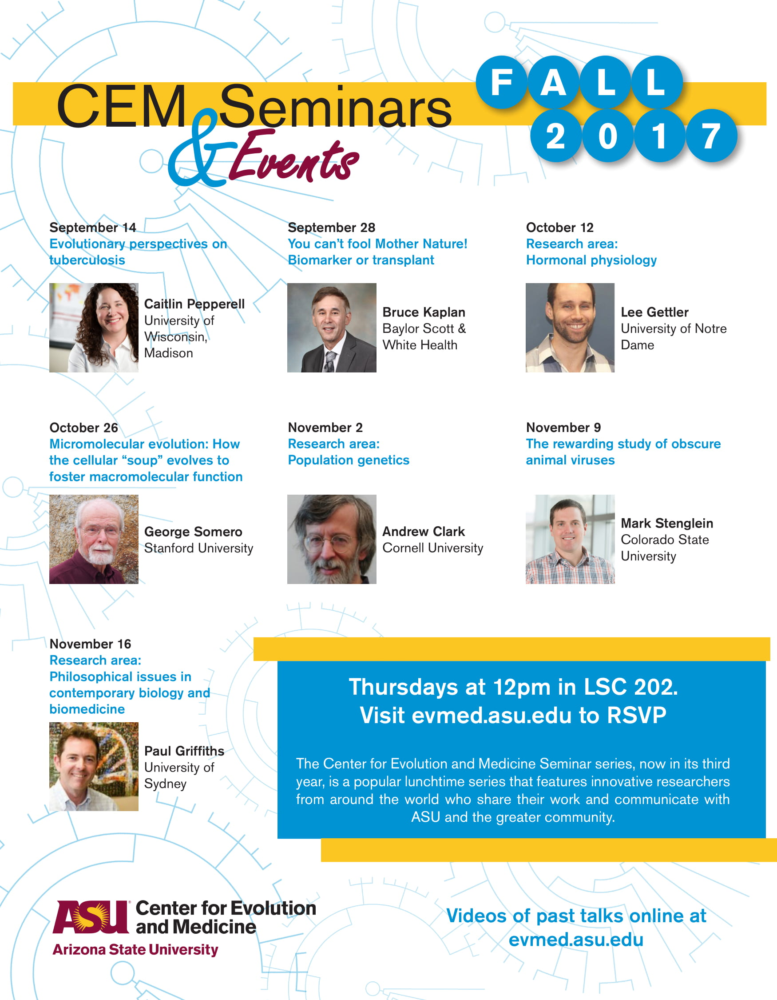 CEM Seminars
& Events
FALL
2017
September 14
Evolutionary perspectives on
tuberculosis
Caitlin Pepperell
University of
Wisconsin,
Madison
September 28
You can't fool Mother Nature!
Biomarker or transplant
Bruce Kaplan
Baylor Scott &
White Health
October 12
Research area:
Hormonal physiology
Lee Gettler
University of Notre
Dame
October 26
Micromolecular evolution: How
the cellular “soup” evolves to
foster macromolecular function
George Somero
Stanford University
November 2
Research area:
Population genetics
Andrew Clark
Cornell University
November 9
The rewarding study of obscure
animal viruses
Mark Stenglein
Colorado State
University
November 16
Research area:
Philosophical issues in
contemporary biology and
biomedicine
Paul Griffiths
University of
Sydney
Thursdays at 12pm in LSC 202.
Visit evmed.asu.edu to RSVP
The Center for Evolution and Medicine Seminar series, now in its third
year, is a popular lunchtime series that features innovative researchers
from around the world who share their work and communicate with
ASU and the greater community.
ASU® Center for Evolution
and Medicine
Arizona State University
Videos of past talks online at
evmed.asu.edu